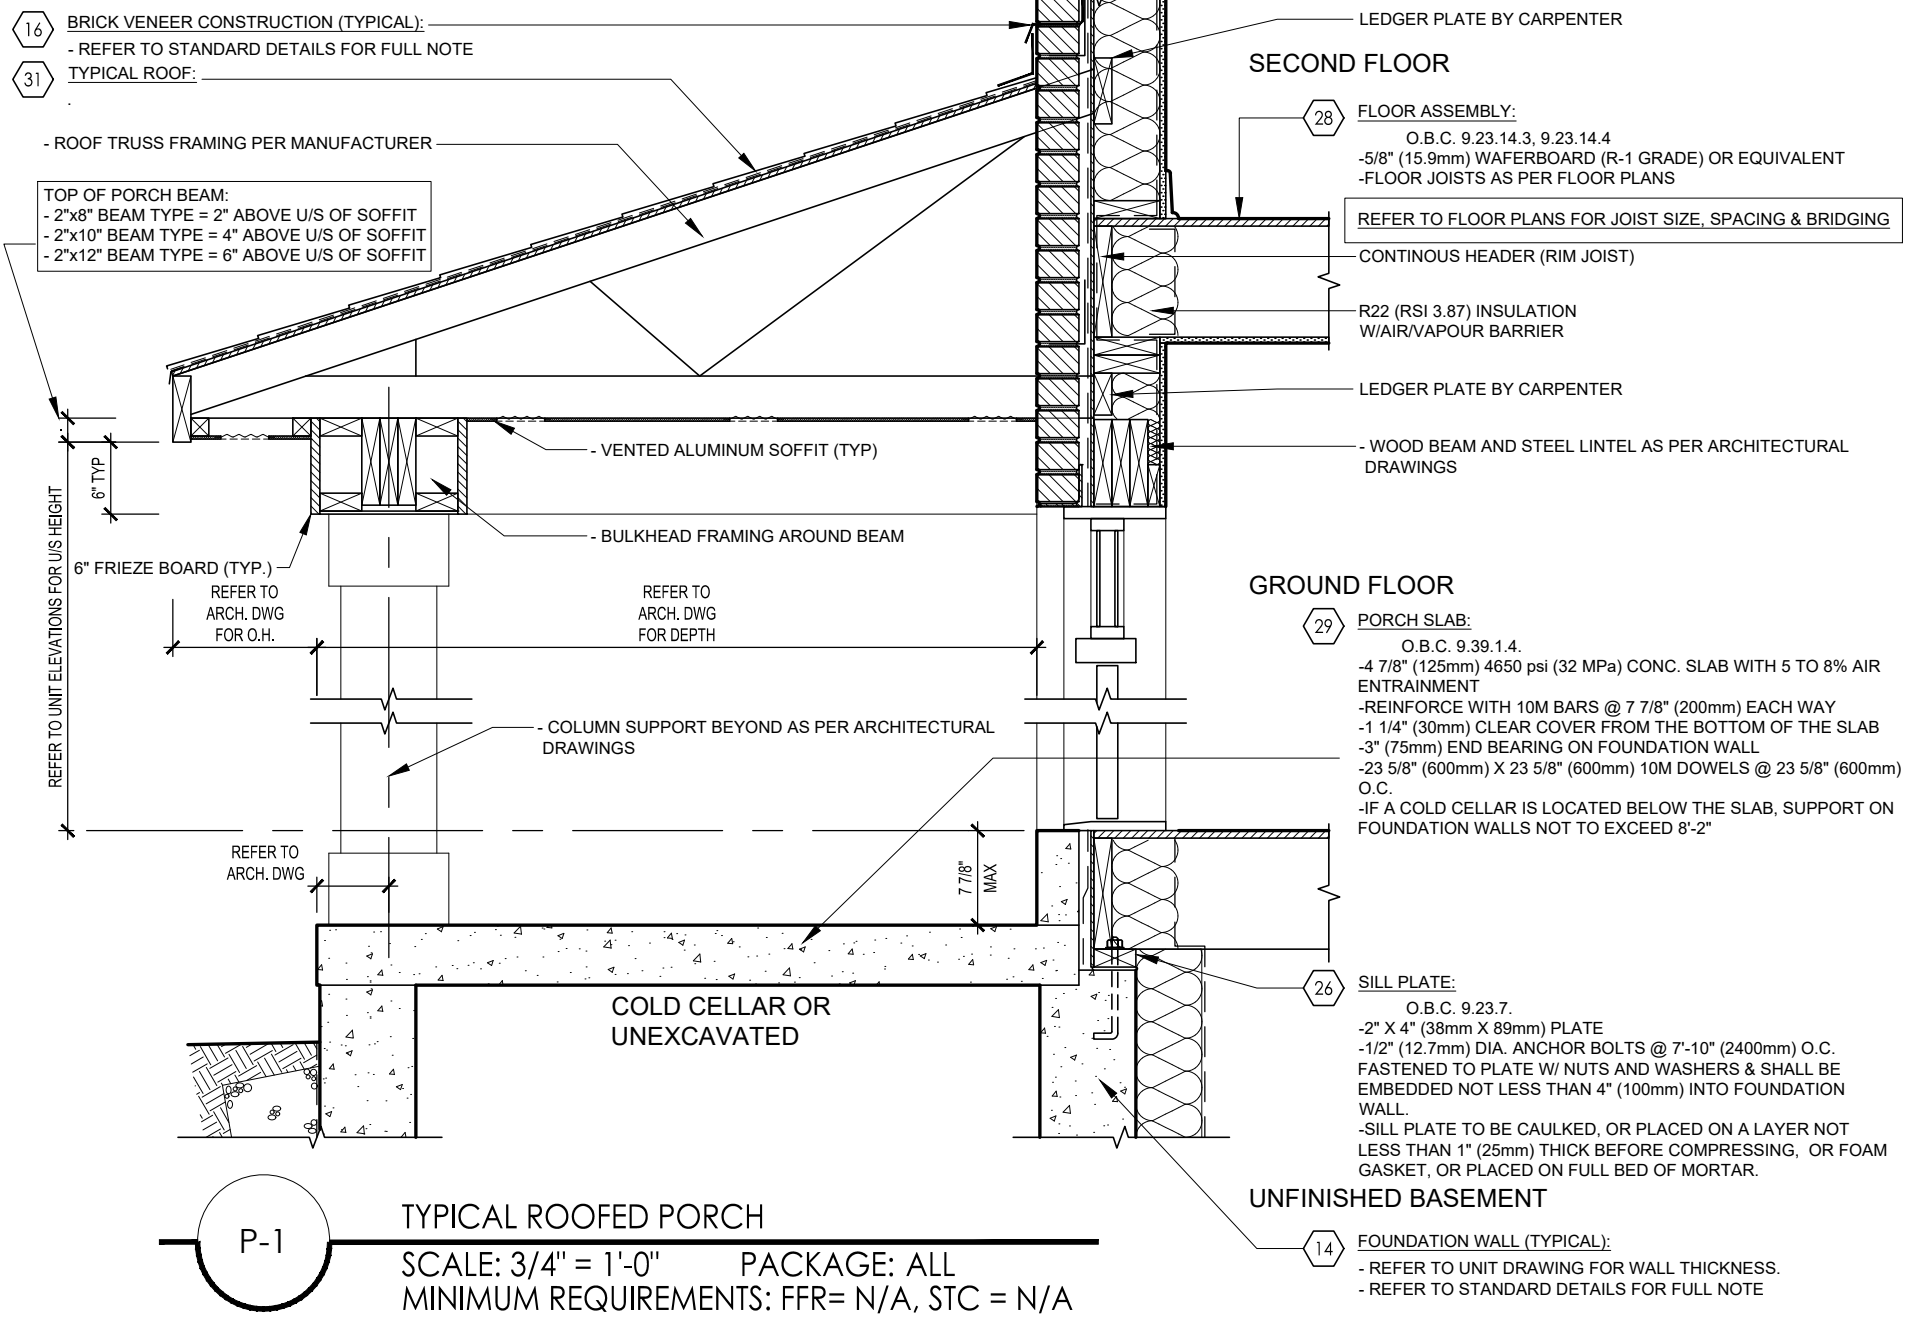 16
BRICK VENEER CONSTRUCTION (TYPICAL):
- REFER TO STANDARD DETAILS FOR FULL NOTE
31
TYPICAL ROOF:
.
- ROOF TRUSS FRAMING PER MANUFACTURER
TOP OF PORCH BEAM:
- 2"x8" BEAM TYPE = 2" ABOVE U/S OF SOFFIT
- 2"x10" BEAM TYPE = 4" ABOVE U/S OF SOFFIT
- 2"x12" BEAM TYPE = 6" ABOVE U/S OF SOFFIT
- VENTED ALUMINUM SOFFIT (TYP)
6" TYP
- BULKHEAD FRAMING AROUND BEAM
6" FRIEZE BOARD (TYP.)
REFER TO UNIT ELEVATIONS FOR U/S HEIGHT
REFER TO
ARCH. DWG
FOR O.H.
REFER TO
ARCH. DWG
FOR DEPTH
- COLUMN SUPPORT BEYOND AS PER ARCHITECTURAL
DRAWINGS
REFER TO
ARCH. DWG
7 7/8"
MAX
COLD CELLAR OR
UNEXCAVATED
LEDGER PLATE BY CARPENTER
SECOND FLOOR
28
FLOOR ASSEMBLY:
O.B.C. 9.23.14.3, 9.23.14.4
-5/8" (15.9mm) WAFERBOARD (R-1 GRADE) OR EQUIVALENT
-FLOOR JOISTS AS PER FLOOR PLANS
REFER TO FLOOR PLANS FOR JOIST SIZE, SPACING & BRIDGING
CONTINOUS HEADER (RIM JOIST)
R22 (RSI 3.87) INSULATION
W/AIR/VAPOUR BARRIER
LEDGER PLATE BY CARPENTER
- WOOD BEAM AND STEEL LINTEL AS PER ARCHITECTURAL
DRAWINGS
GROUND FLOOR
29
PORCH SLAB:
O.B.C. 9.39.1.4.
-4 7/8" (125mm) 4650 psi (32 MPa) CONC. SLAB WITH 5 TO 8% AIR
ENTRAINMENT
-REINFORCE WITH 10M BARS @ 7 7/8" (200mm) EACH WAY
-1 1/4" (30mm) CLEAR COVER FROM THE BOTTOM OF THE SLAB
-3" (75mm) END BEARING ON FOUNDATION WALL
-23 5/8" (600mm) X 23 5/8" (600mm) 10M DOWELS @ 23 5/8" (600mm)
O.C.
-IF A COLD CELLAR IS LOCATED BELOW THE SLAB, SUPPORT ON
FOUNDATION WALLS NOT TO EXCEED 8'-2"
26
SILL PLATE:
O.B.C. 9.23.7.
-2" X 4" (38mm X 89mm) PLATE
-1/2" (12.7mm) DIA. ANCHOR BOLTS @ 7'-10" (2400mm) O.C.
FASTENED TO PLATE W/ NUTS AND WASHERS & SHALL BE
EMBEDDED NOT LESS THAN 4" (100mm) INTO FOUNDATION
WALL.
-SILL PLATE TO BE CAULKED, OR PLACED ON A LAYER NOT
LESS THAN 1" (25mm) THICK BEFORE COMPRESSING, OR FOAM
GASKET, OR PLACED ON FULL BED OF MORTAR.
UNFINISHED BASEMENT
14
FOUNDATION WALL (TYPICAL):
- REFER TO UNIT DRAWING FOR WALL THICKNESS.
- REFER TO STANDARD DETAILS FOR FULL NOTE
P-1
TYPICAL ROOFED PORCH
SCALE: 3/4" = 1'-0" PACKAGE: ALL
MINIMUM REQUIREMENTS: FFR= N/A, STC = N/A